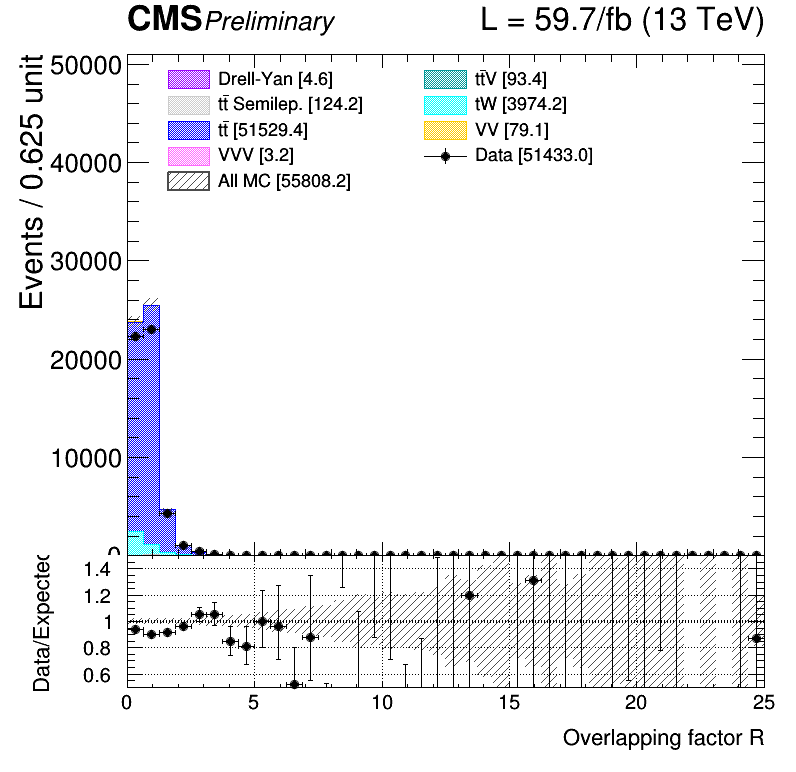 CMS Preliminary L = 59.7/fb (13 TeV)
Events / 0.625 unit
50000
40000
30000
20000
10000
0
Drell-Yan [4.6]
tt̄ Semilep. [124.2]
tt̄ [51529.4]
VVV [3.2]
All MC [55808.2]
tt̄V [93.4]
tW [3974.2]
VV [79.1]
Data [51433.0]
Data/Expected
1.4
1.2
1
0.8
0.6
0 5 10 15 20 25
Overlapping factor R